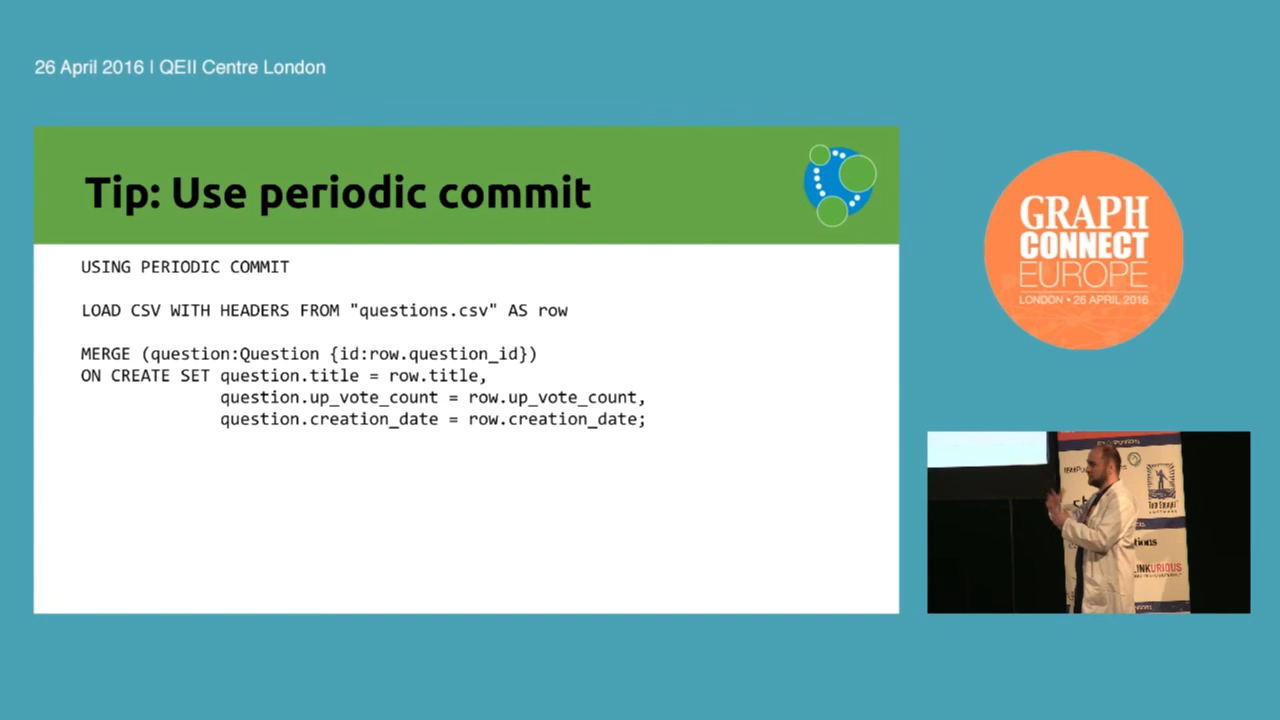 26 April 2016 | QEII Centre London
Tip: Use periodic commit
USING PERIODIC COMMIT
LOAD CSV WITH HEADERS FROM "questions.csv" AS row
MERGE (question:Question {id:row.question_id})
ON CREATE SET question.title = row.title,
question.up_vote_count = row.up_vote_count,
question.creation_date = row.creation_date;
GRAPH
CONNECT
EUROPE
LONDON • 26 APRIL 2016
LINKURIOUS